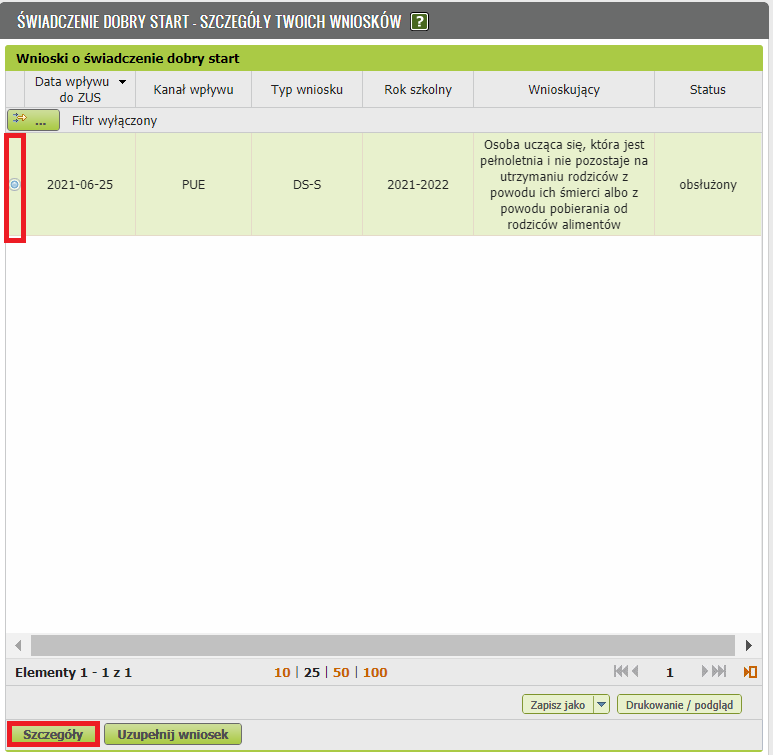 ŚWIADCZENIE DOBRY START - SZCZEGÓŁY TWOICH WNIOSKÓW ?
Wnioski o świadczenie dobry start
Data wpływu do ZUS Kanał wpływu Typ wniosku Rok szkolny Wnioskujący Status
... Filtr wyłączony
2021-06-25 PUE DS-S 2021-2022
Osoba ucząca się, która jest
pełnoletnia i nie pozostaje na
utrzymaniu rodziców z
powodu ich śmierci albo z
powodu pobierania od
rodziców alimentów
obsłużony
Elementy 1 - 1 z 1 10 | 25 | 50 | 100 1
Zapisz jako Drukowanie / podgląd
Szczegóły Uzupełnij wniosek